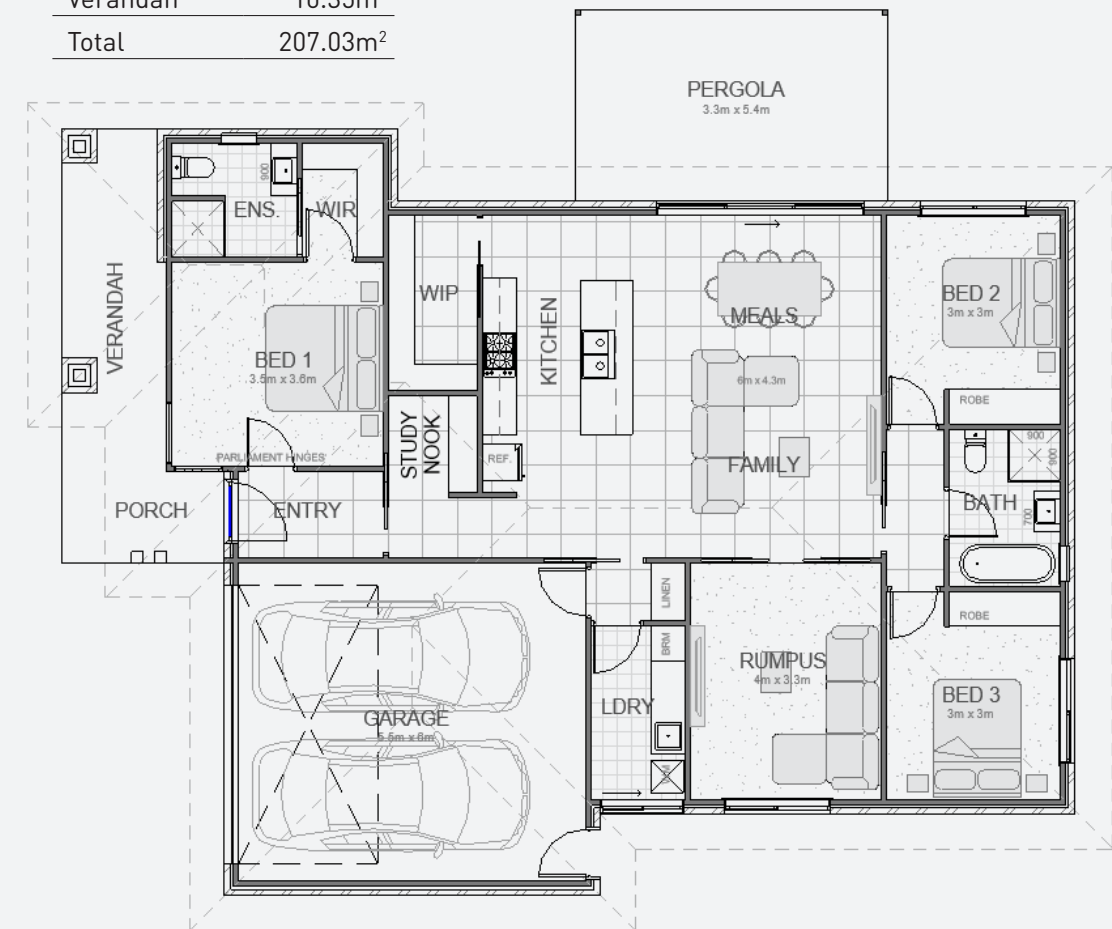 Verandah 16.35m²
Total 207.03m²
PERGOLA
3.3m x 5.4m
ENS.
900
WIR
VERANDAH
WIP
KITCHEN
MEALS
BED 2
3m x 3m
BED 1
3.5m x 3.6m
6m x 4.3m
ROBE
STUDY
NOOK
REF.
FAMILY
900
900
PARLIAMENT HINGES
BATH
700
PORCH
ENTRY
LINEN
ROBE
BRM
RUMPUS
4m x 3.3m
BED 3
3m x 3m
LDRY
GARAGE
5.5m x 6m